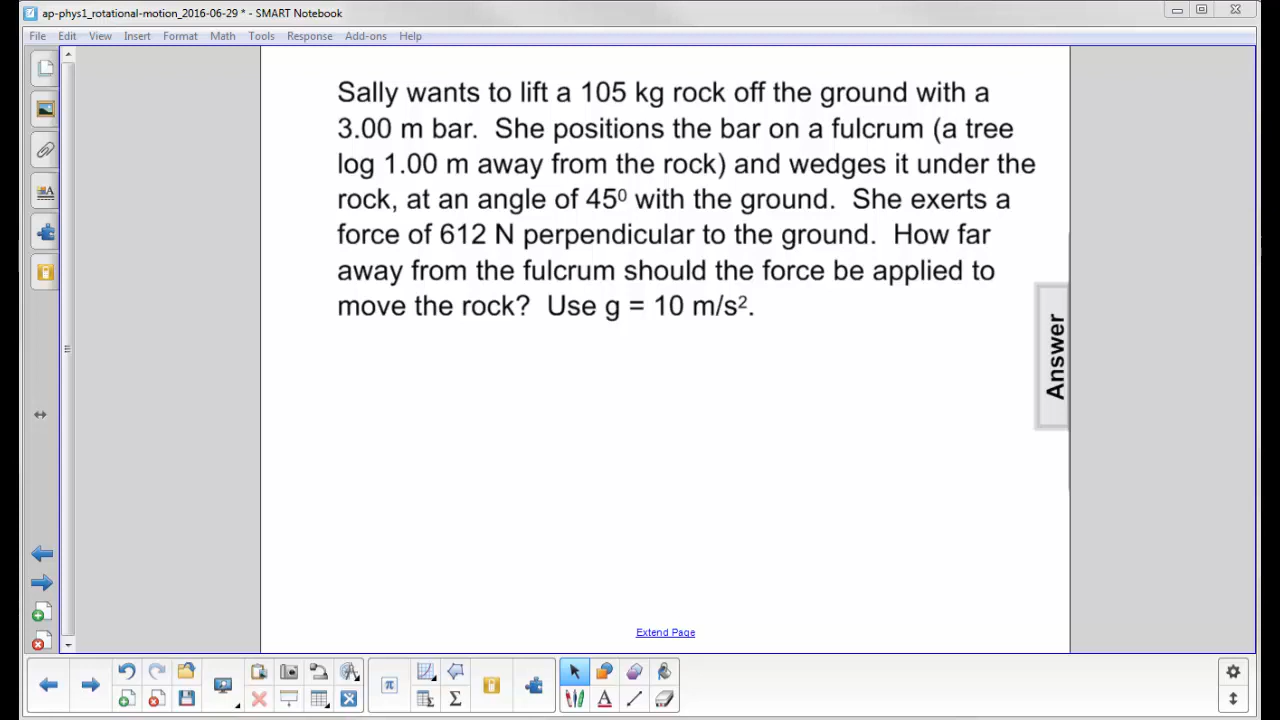 ap-phys1_rotational-motion_2016-06-29 * - SMART Notebook
File Edit View Insert Format Math Tools Response Add-ons Help
Sally wants to lift a 105 kg rock off the ground with a
3.00 m bar. She positions the bar on a fulcrum (a tree
log 1.00 m away from the rock) and wedges it under the
rock, at an angle of 45⁰ with the ground. She exerts a
force of 612 N perpendicular to the ground. How far
away from the fulcrum should the force be applied to
move the rock? Use g = 10 m/s².
Answer
Extend Page